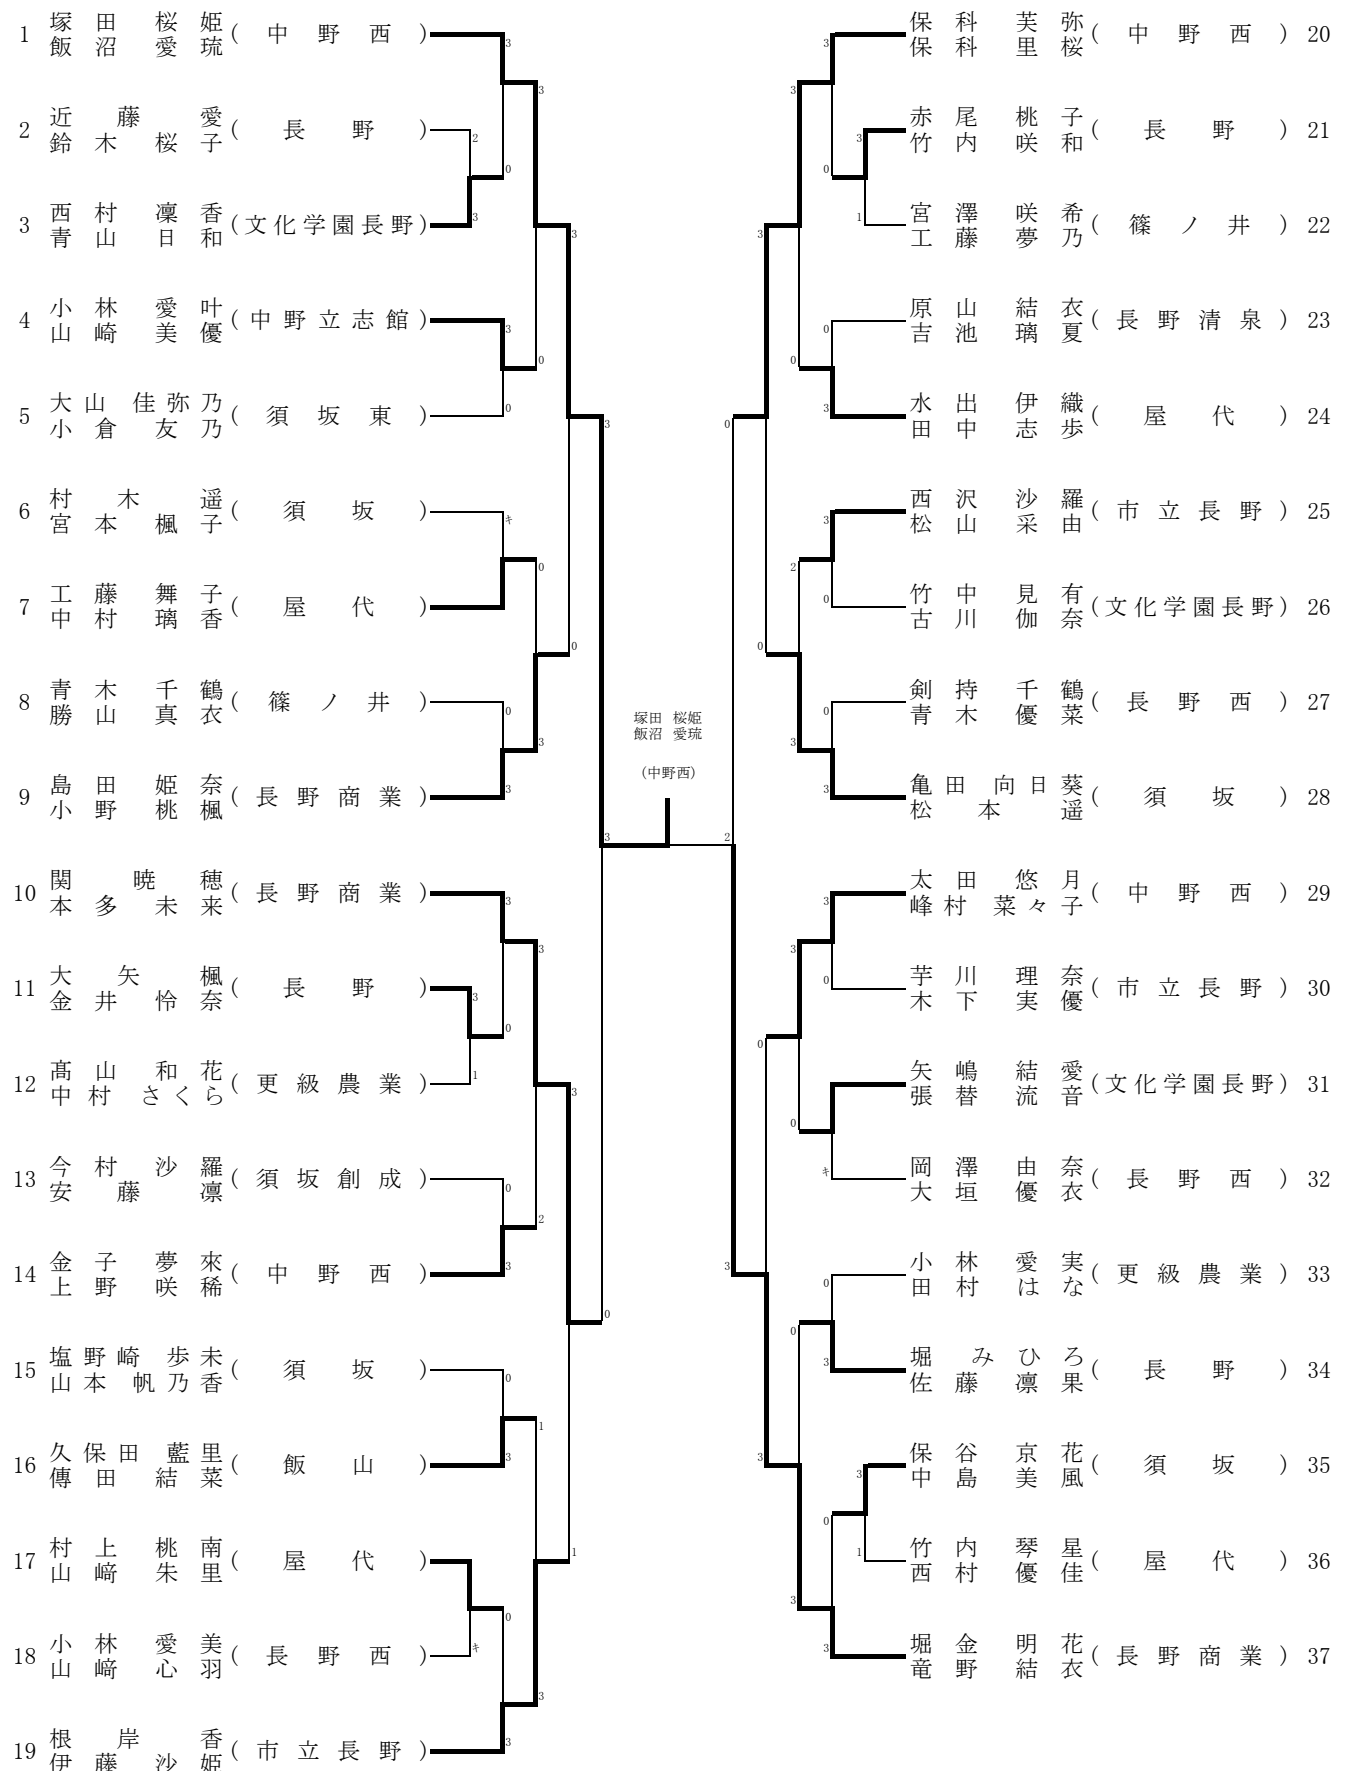 1 塚田桜姫
飯沼愛琉 (中野西)
2 近藤愛
鈴木桜子 (長野)
3 西村凜香
青山日和 (文化学園長野)
4 小林愛叶
山崎美優 (中野立志館)
5 大山佳弥乃
小倉友乃 (須坂東)
6 村木遥
宮本楓子 (須坂)
7 工藤舞子
中村璃香 (屋代)
8 青木千鶴
勝山真衣 (篠ノ井)
9 島田姫奈
小野桃楓 (長野商業)
10 関暁穂
本多未来 (長野商業)
11 大矢楓
金井怜奈 (長野)
12 髙山和花
中村さくら (更級農業)
13 今村沙羅
安藤凛 (須坂創成)
14 金子夢來
上野咲稀 (中野西)
15 塩野崎歩未
山本帆乃香 (須坂)
16 久保田藍里
傳田結菜 (飯山)
17 村上桃南
山﨑朱里 (屋代)
18 小林愛美
山﨑心羽 (長野西)
19 根岸香
伊藤沙姫 (市立長野)
3
3
2
0
3
3
3
0
0
3
キ
0
0
0
3
3
3
3
3
3
0
1
3
0
2
3
0
0
1
3
1
0
キ
3
3
塚田 桜姫
飯沼 愛琉
(中野西)
3
2
3
3
3
0
1
3
0
0
3
0
3
2
0
0
0
3
3
3
3
0
0
0
キ
3
0
0
3
3
3
0
1
3
3
保科芙弥
保科里桜 (中野西) 20
赤尾桃子
竹内咲和 (長野) 21
宮澤咲希
工藤夢乃 (篠ノ井) 22
原山結衣
吉池璃夏 (長野清泉) 23
水出伊織
田中志歩 (屋代) 24
西沢沙羅
松山采由 (市立長野) 25
竹中見有
古川伽奈 (文化学園長野) 26
剣持千鶴
青木優菜 (長野西) 27
亀田向日葵
松本遥 (須坂) 28
太田悠月
峰村菜々子 (中野西) 29
芋川理奈
木下実優 (市立長野) 30
矢嶋結愛
張替流音 (文化学園長野) 31
岡澤由奈
大垣優衣 (長野西) 32
小林愛実
田村はな (更級農業) 33
堀みひろ
佐藤凛果 (長野) 34
保谷京花
中島美風 (須坂) 35
竹内琴星
西村優佳 (屋代) 36
堀金明花
竜野結衣 (長野商業) 37